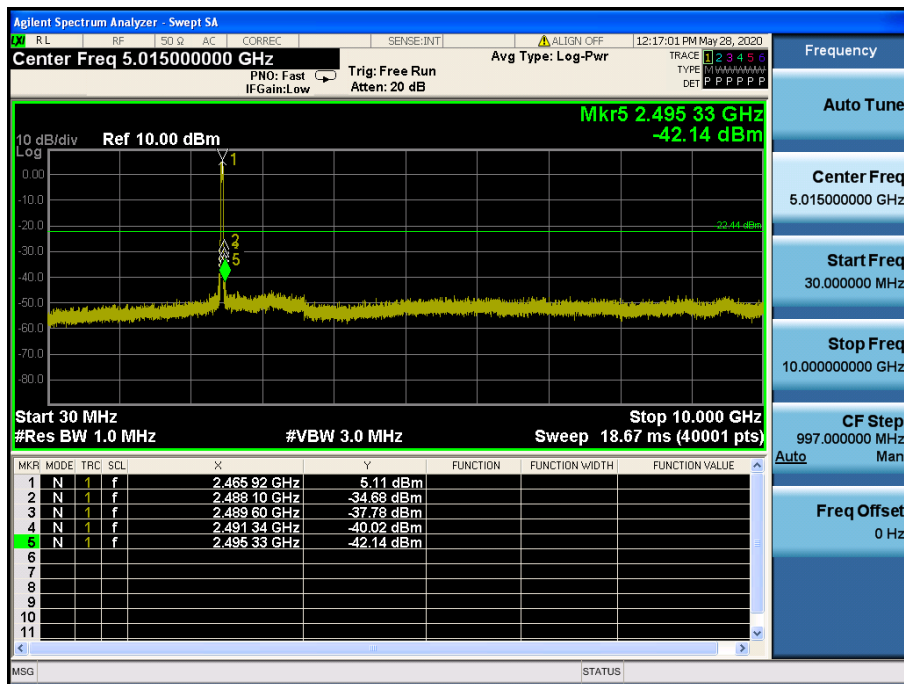 Agilent Spectrum Analyzer - Swept SA
LXI RL RF 50 Ω AC CORREC SENSE:INT ALIGN OFF 12:17:01 PM May 28, 2020
Center Freq 5.015000000 GHz
PNO: Fast
IFGain:Low
Trig: Free Run
Atten: 20 dB
Avg Type: Log-Pwr
TRACE 1 2 3 4 5 6
TYPE M WWWWW
DET P P P P P P
Mkr5 2.495 33 GHz
-42.14 dBm
10 dB/div Ref 10.00 dBm
Log
1
0.00
-10.0
-20.0
22.44 dBm
2
-30.0
5
-40.0
-50.0
-60.0
-70.0
-80.0
Start 30 MHz Stop 10.000 GHz
#Res BW 1.0 MHz #VBW 3.0 MHz Sweep 18.67 ms (40001 pts)
MKR MODE TRC SCL X Y FUNCTION FUNCTION WIDTH FUNCTION VALUE
1 N 1 f 2.465 92 GHz 5.11 dBm
2 N 1 f 2.488 10 GHz -34.68 dBm
3 N 1 f 2.489 60 GHz -37.78 dBm
4 N 1 f 2.491 34 GHz -40.02 dBm
5 N 1 f 2.495 33 GHz -42.14 dBm
6
7
8
9
10
11
MSG STATUS
Frequency
Auto Tune
Center Freq
5.015000000 GHz
Start Freq
30.000000 MHz
Stop Freq
10.000000000 GHz
CF Step
997.000000 MHz
Auto Man
Freq Offset
0 Hz